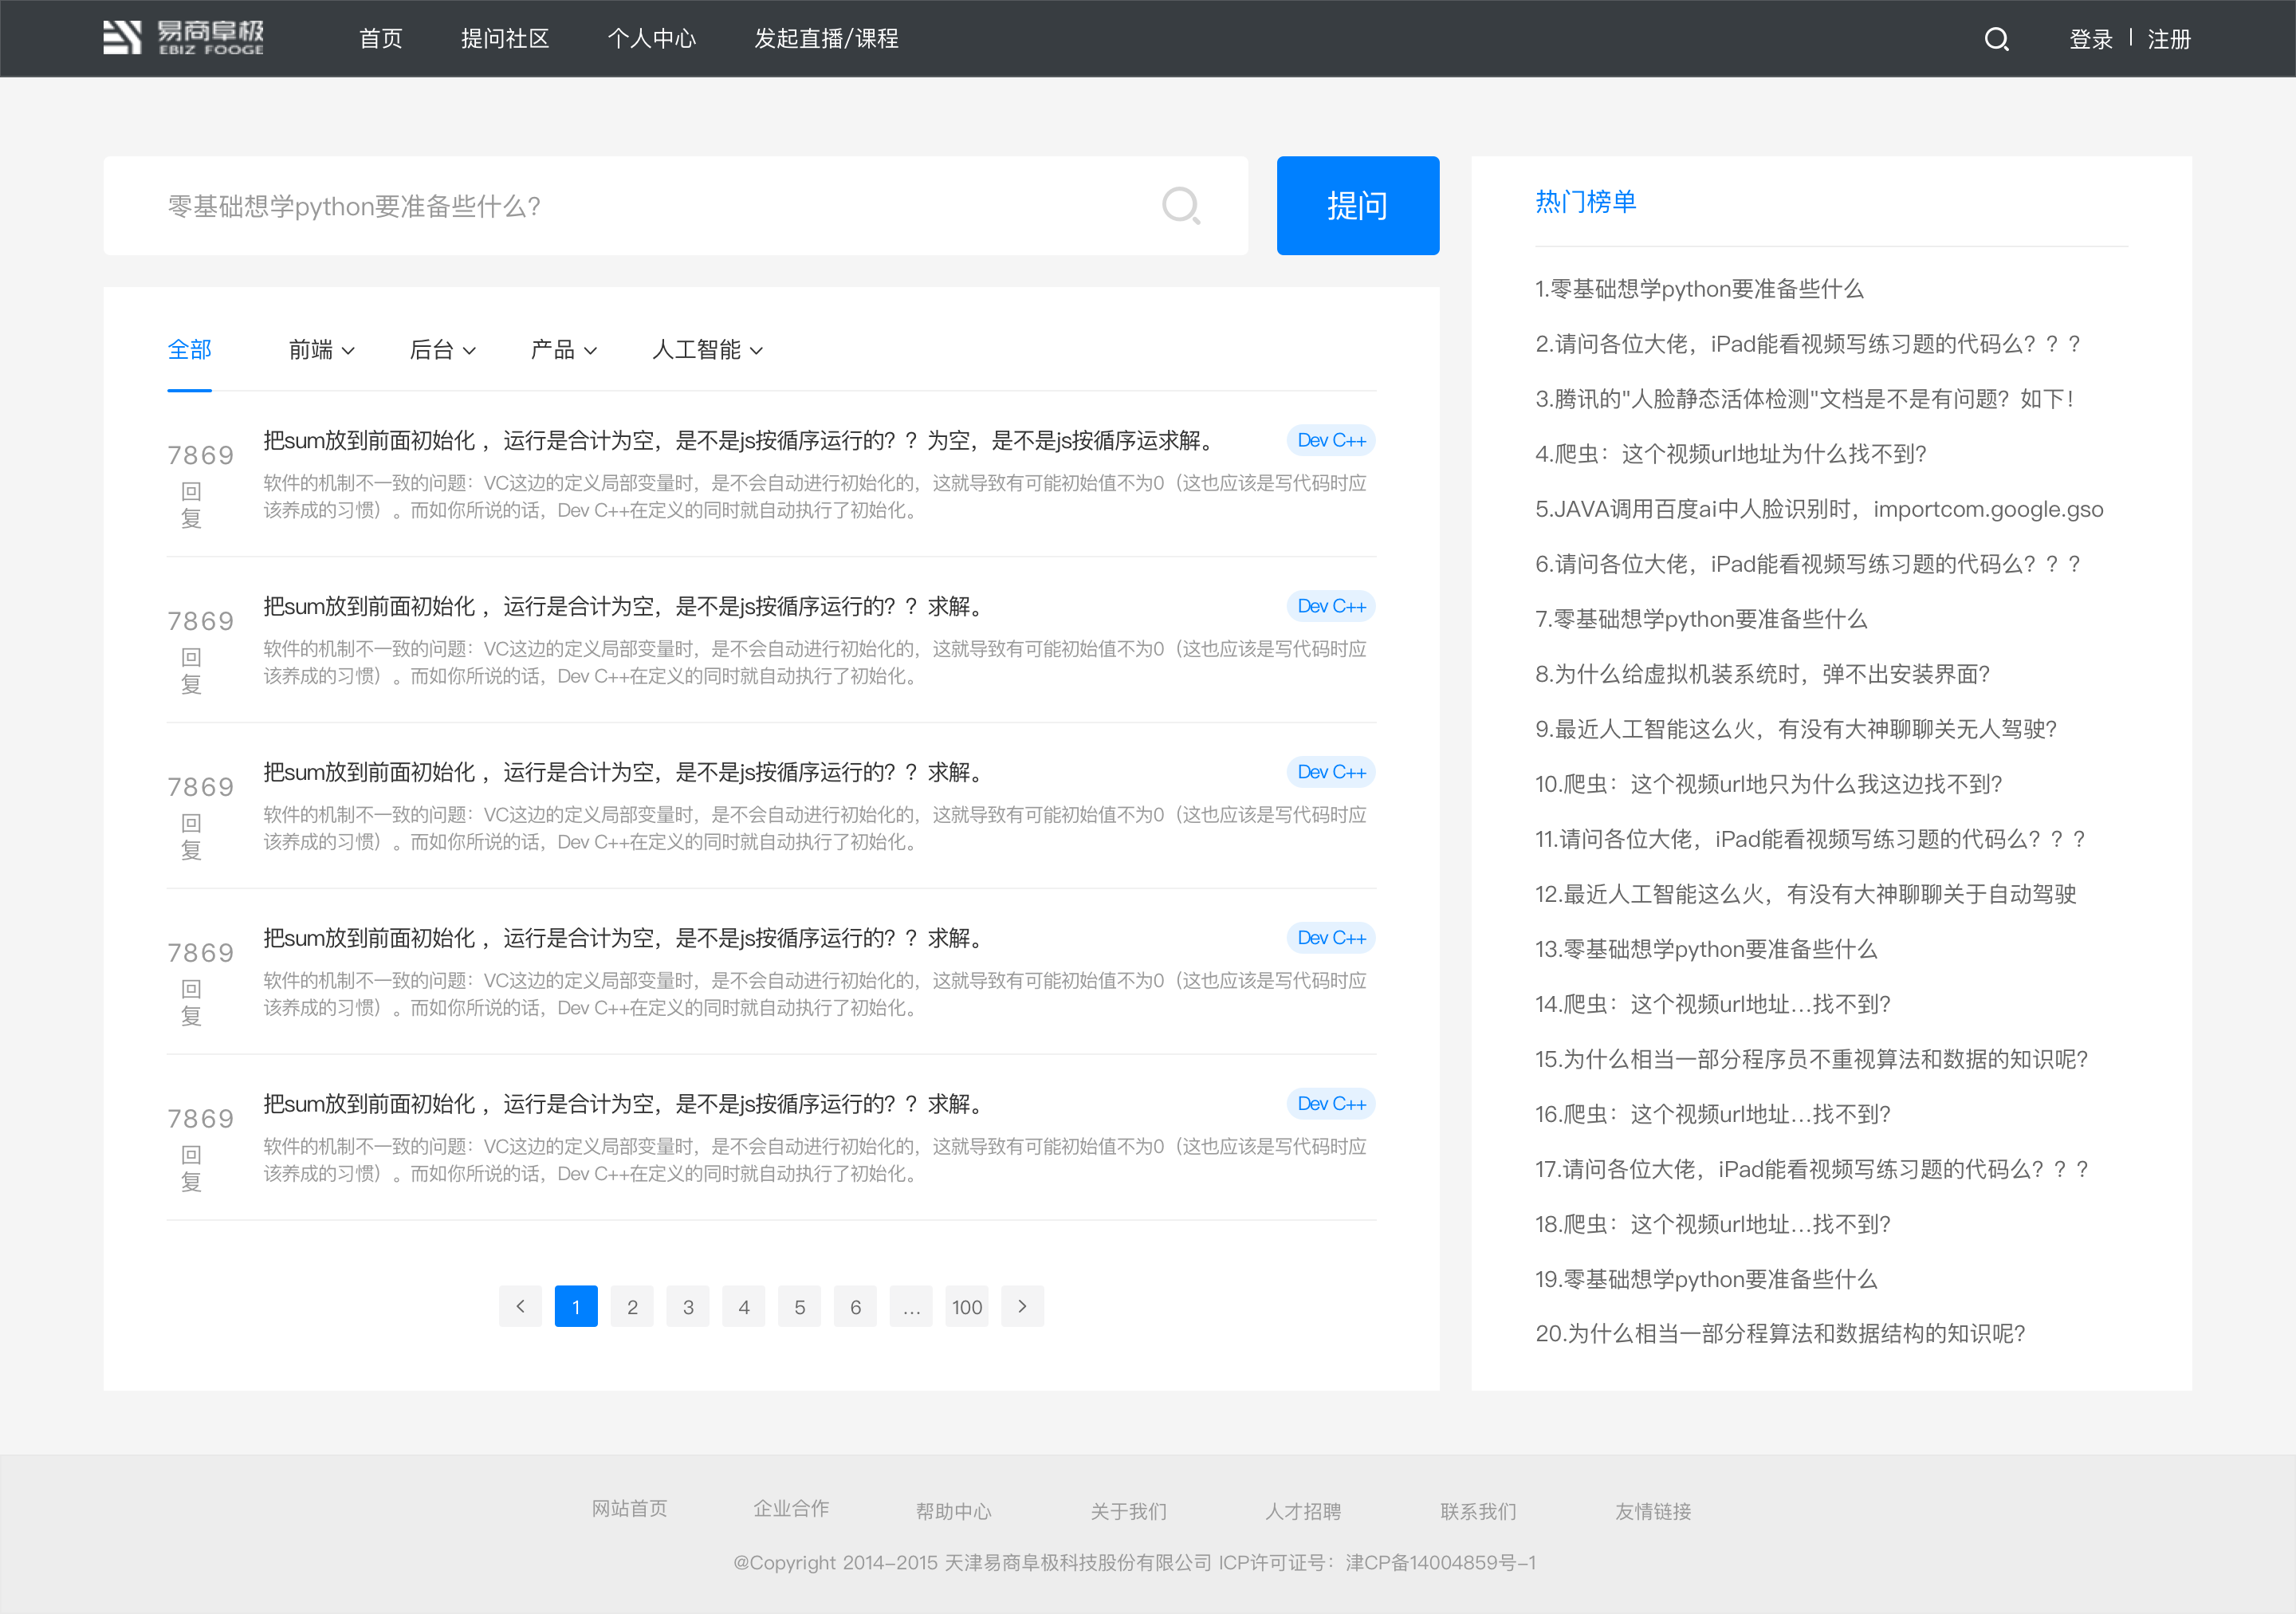 易商阜极
EBIZ FOOGE
首页
提问社区
个人中心
发起直播/课程
登录
注册
零基础想学python要准备些什么?
提问
全部
前端
后台
产品
人工智能
7869
回
复
把sum放到前面初始化 ，运行是合计为空，是不是js按循序运行的？？为空，是不是js按循序运求解。
Dev C++
软件的机制不一致的问题：VC这边的定义局部变量时，是不会自动进行初始化的，这就导致有可能初始值不为0（这也应该是写代码时应
该养成的习惯）。而如你所说的话，Dev C++在定义的同时就自动执行了初始化。
7869
回
复
把sum放到前面初始化 ，运行是合计为空，是不是js按循序运行的？？求解。
Dev C++
软件的机制不一致的问题：VC这边的定义局部变量时，是不会自动进行初始化的，这就导致有可能初始值不为0（这也应该是写代码时应
该养成的习惯）。而如你所说的话，Dev C++在定义的同时就自动执行了初始化。
7869
回
复
把sum放到前面初始化 ，运行是合计为空，是不是js按循序运行的？？求解。
Dev C++
软件的机制不一致的问题：VC这边的定义局部变量时，是不会自动进行初始化的，这就导致有可能初始值不为0（这也应该是写代码时应
该养成的习惯）。而如你所说的话，Dev C++在定义的同时就自动执行了初始化。
7869
回
复
把sum放到前面初始化 ，运行是合计为空，是不是js按循序运行的？？求解。
Dev C++
软件的机制不一致的问题：VC这边的定义局部变量时，是不会自动进行初始化的，这就导致有可能初始值不为0（这也应该是写代码时应
该养成的习惯）。而如你所说的话，Dev C++在定义的同时就自动执行了初始化。
7869
回
复
把sum放到前面初始化 ，运行是合计为空，是不是js按循序运行的？？求解。
Dev C++
软件的机制不一致的问题：VC这边的定义局部变量时，是不会自动进行初始化的，这就导致有可能初始值不为0（这也应该是写代码时应
该养成的习惯）。而如你所说的话，Dev C++在定义的同时就自动执行了初始化。
1 2 3 4 5 6 … 100
热门榜单
1.零基础想学python要准备些什么
2.请问各位大佬，iPad能看视频写练习题的代码么？？？
3.腾讯的"人脸静态活体检测"文档是不是有问题？如下！
4.爬虫：这个视频url地址为什么找不到?
5.JAVA调用百度ai中人脸识别时，importcom.google.gso
6.请问各位大佬，iPad能看视频写练习题的代码么？？？
7.零基础想学python要准备些什么
8.为什么给虚拟机装系统时，弹不出安装界面?
9.最近人工智能这么火，有没有大神聊聊关无人驾驶?
10.爬虫：这个视频url地只为什么我这边找不到?
11.请问各位大佬，iPad能看视频写练习题的代码么？？？
12.最近人工智能这么火，有没有大神聊聊关于自动驾驶
13.零基础想学python要准备些什么
14.爬虫：这个视频url地址…找不到?
15.为什么相当一部分程序员不重视算法和数据的知识呢?
16.爬虫：这个视频url地址…找不到?
17.请问各位大佬，iPad能看视频写练习题的代码么？？？
18.爬虫：这个视频url地址…找不到?
19.零基础想学python要准备些什么
20.为什么相当一部分程算法和数据结构的知识呢?
网站首页
企业合作
帮助中心
关于我们
人才招聘
联系我们
友情链接
@Copyright 2014-2015 天津易商阜极科技股份有限公司 ICP许可证号：津CP备14004859号-1